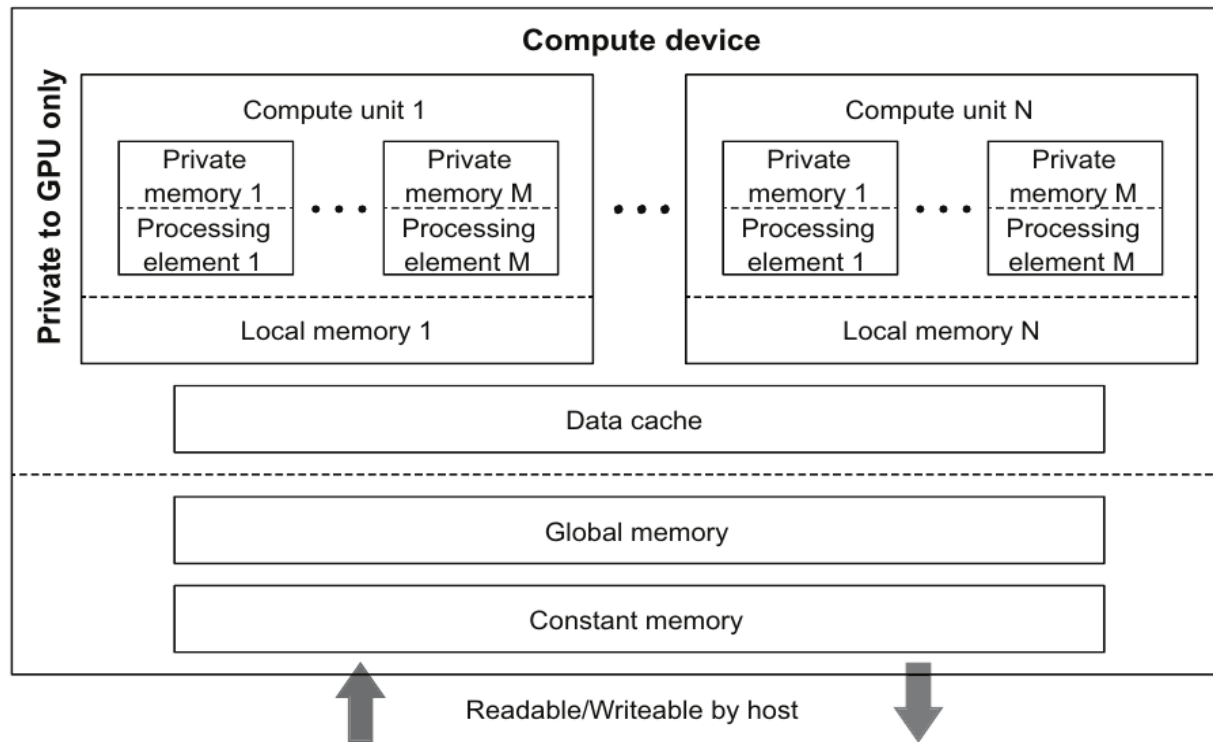 Compute device
Private to GPU only
Compute unit 1
Private
memory 1
Processing
element 1
Private
memory M
Processing
element M
Local memory 1
Compute unit N
Private
memory 1
Processing
element 1
Private
memory M
Processing
element M
Local memory N
Data cache
Global memory
Constant memory
Readable/Writeable by host